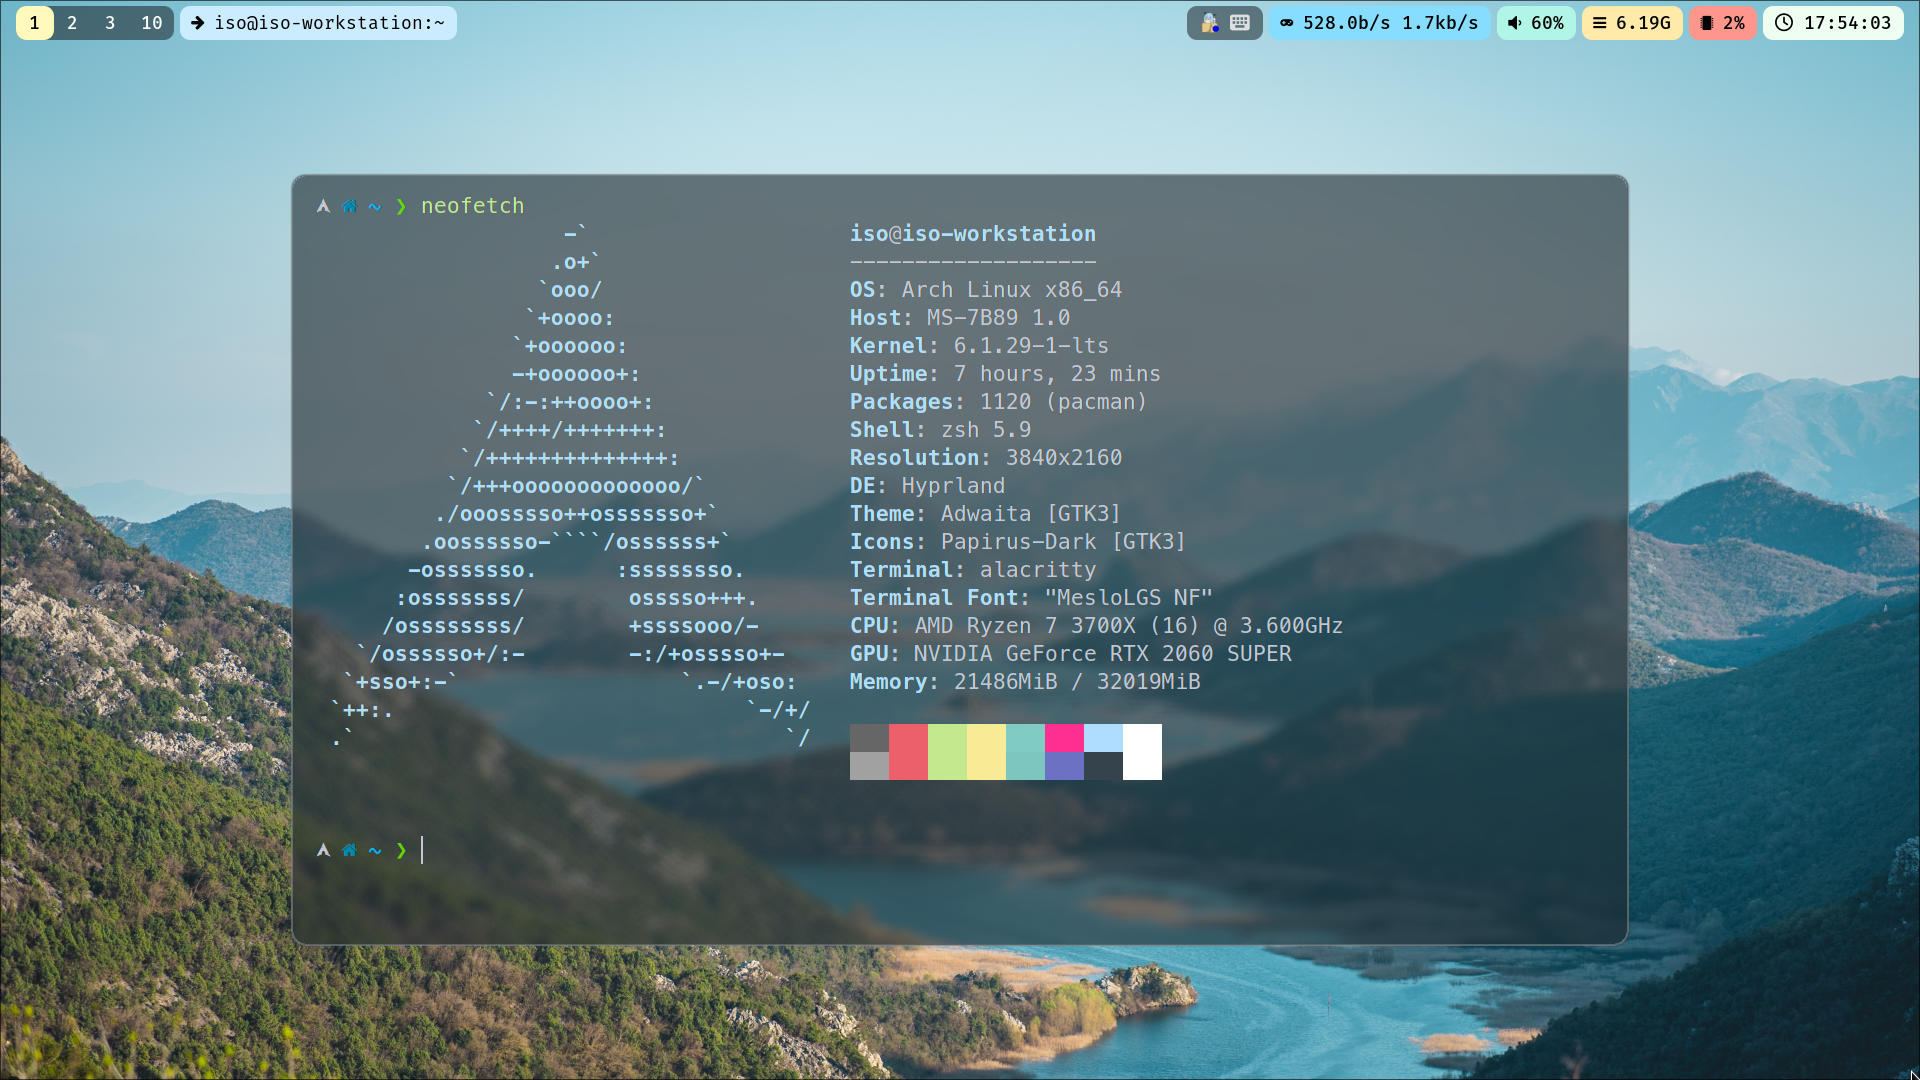 1 2 3 10 iso@iso-workstation:~ 528.0b/s 1.7kb/s 60% 6.19G 2% 17:54:03
~ ❯ neofetch
-`
.o+`
`ooo/
`+oooo:
`+oooooo:
-+oooooo+:
`/:-:++oooo+:
`/++++/+++++++:
`/++++++++++++++:
`/+++ooooooooooooo/`
./ooosssso++osssssso+`
.oossssso-````/ossssss+`
-osssssso. :ssssssso.
:osssssss/ osssso+++.
/ossssssss/ +ssssooo/-
`/ossssso+/:- -:/+osssso+-
`+sso+:-` `.-/+oso:
`++:. `-/+/
.` `/
iso@iso-workstation
-------------------
OS: Arch Linux x86_64
Host: MS-7B89 1.0
Kernel: 6.1.29-1-lts
Uptime: 7 hours, 23 mins
Packages: 1120 (pacman)
Shell: zsh 5.9
Resolution: 3840x2160
DE: Hyprland
Theme: Adwaita [GTK3]
Icons: Papirus-Dark [GTK3]
Terminal: alacritty
Terminal Font: "MesloLGS NF"
CPU: AMD Ryzen 7 3700X (16) @ 3.600GHz
GPU: NVIDIA GeForce RTX 2060 SUPER
Memory: 21486MiB / 32019MiB
~ ❯